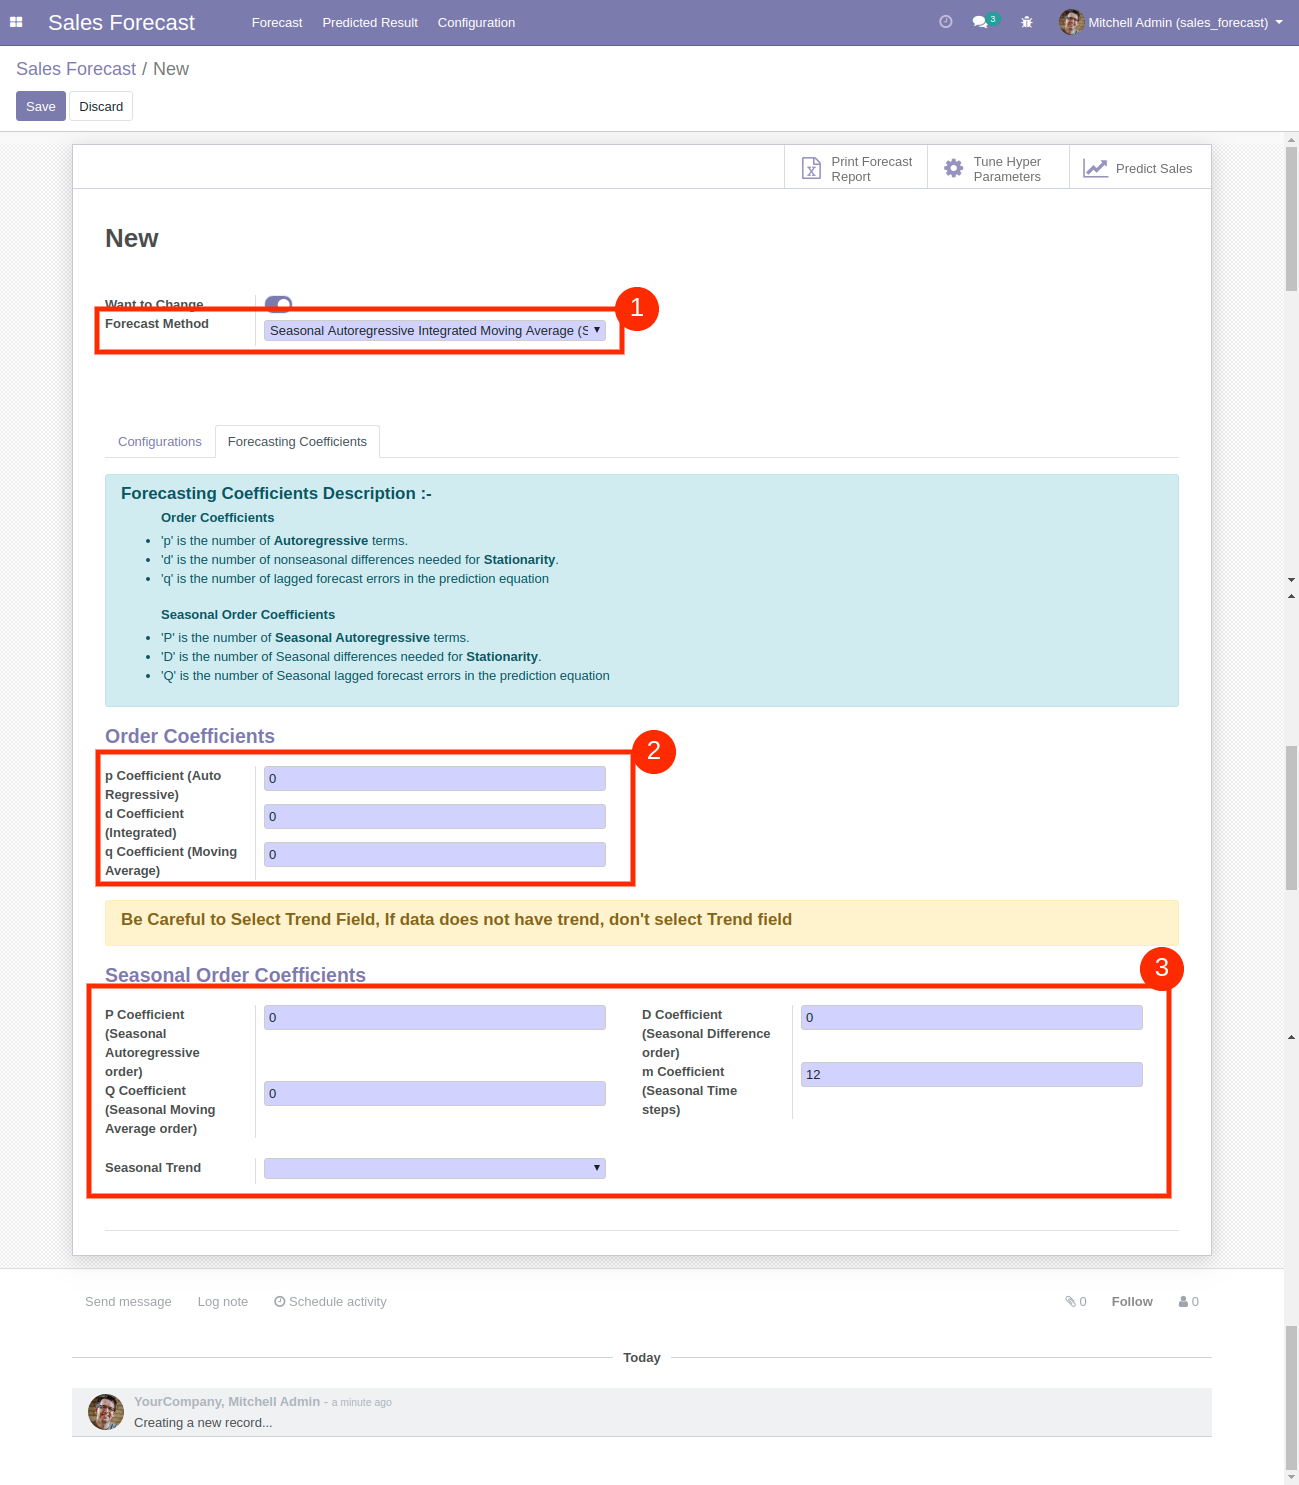 Sales Forecast
Forecast Predicted Result Configuration
3
Mitchell Admin (sales_forecast)
Sales Forecast / New
Save Discard
Print Forecast Report
Tune Hyper Parameters
Predict Sales
New
Want to Change
Forecast Method
Seasonal Autoregressive Integrated Moving Average (S
1
Configurations
Forecasting Coefficients
Forecasting Coefficients Description :-
Order Coefficients
'p' is the number of Autoregressive terms.
'd' is the number of nonseasonal differences needed for Stationarity.
'q' is the number of lagged forecast errors in the prediction equation
Seasonal Order Coefficients
'P' is the number of Seasonal Autoregressive terms.
'D' is the number of Seasonal differences needed for Stationarity.
'Q' is the number of Seasonal lagged forecast errors in the prediction equation
Order Coefficients
2
p Coefficient (Auto
Regressive)
0
d Coefficient
(Integrated)
0
q Coefficient (Moving
Average)
0
Be Careful to Select Trend Field, If data does not have trend, don't select Trend field
Seasonal Order Coefficients
3
P Coefficient
(Seasonal
Autoregressive
order)
0
Q Coefficient
(Seasonal Moving
Average order)
0
D Coefficient
(Seasonal Difference
order)
0
m Coefficient
(Seasonal Time
steps)
12
Seasonal Trend
Send message Log note Schedule activity
0 Follow 0
Today
YourCompany, Mitchell Admin - a minute ago
Creating a new record...